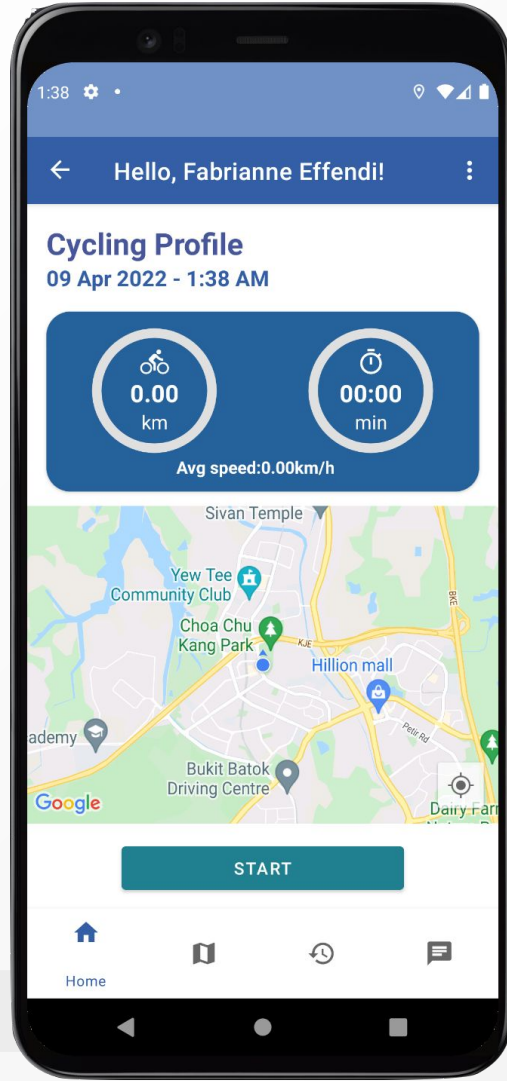 1:38
Hello, Fabrianne Effendi!
Cycling Profile
09 Apr 2022 - 1:38 AM
0.00
km
00:00
min
Avg speed:0.00km/h
Sivan Temple
Yew Tee
Community Club
BKE
Choa Chu
Kang Park
KJE
Hillion mall
Petir Rd
ademy
Bukit Batok
Driving Centre
Google
Dairy Farr
START
Home